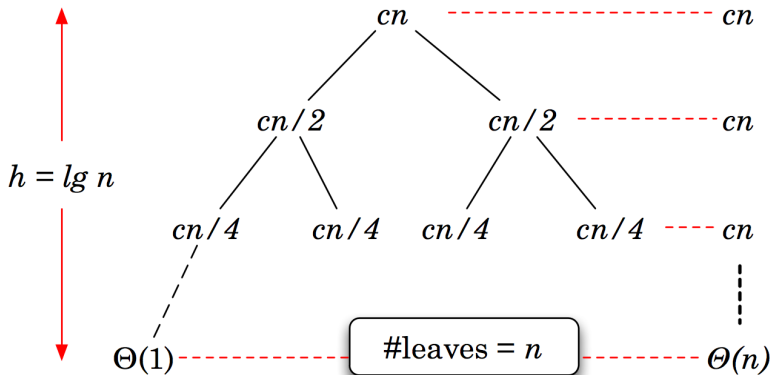 cn cn
cn/2 cn/2 cn
h = lg n
cn/4 cn/4 cn/4 cn/4 cn
Θ(1) #leaves = n Θ(n)